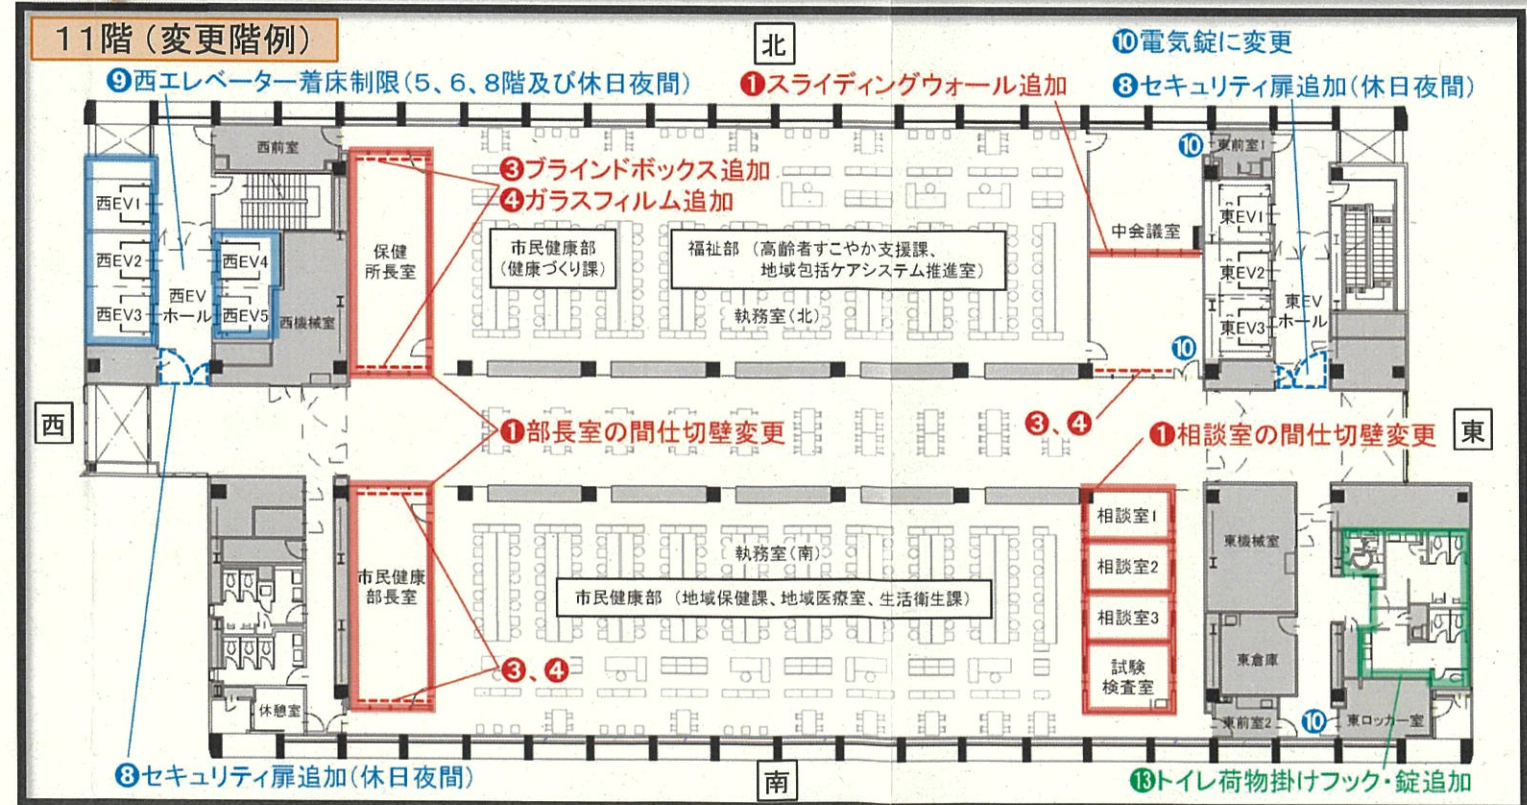 11階（変更階例）
北
❿電気錠に変更
❾西エレベーター着床制限（5、6、8階及び休日夜間）
❶スライディングウォール追加
❽セキュリティ扉追加（休日夜間）
西前室
❿
東前室1
❸ブラインドボックス追加
❹ガラスフィルム追加
西EV1
西EV2
西EV3
西EV
ホール
西EV4
西EV5
西機械室
保健
所長室
市民健康部
（健康づくり課）
福祉部（高齢者すこやか支援課、
地域包括ケアシステム推進室）
執務室（北）
中会議室
東EV1
東EV2
東EV3
東EV
ホール
❿
西
❶部長室の間仕切壁変更
❸、❹
❶相談室の間仕切壁変更
東
市民健康
部長室
執務室（南）
市民健康部（地域保健課、地域医療室、生活衛生課）
相談室1
相談室2
相談室3
試験
検査室
東機械室
東倉庫
❸、❹
休憩室
東前室2
❿
東ロッカー室
❽セキュリティ扉追加（休日夜間）
南
⓭トイレ荷物掛けフック・錠追加